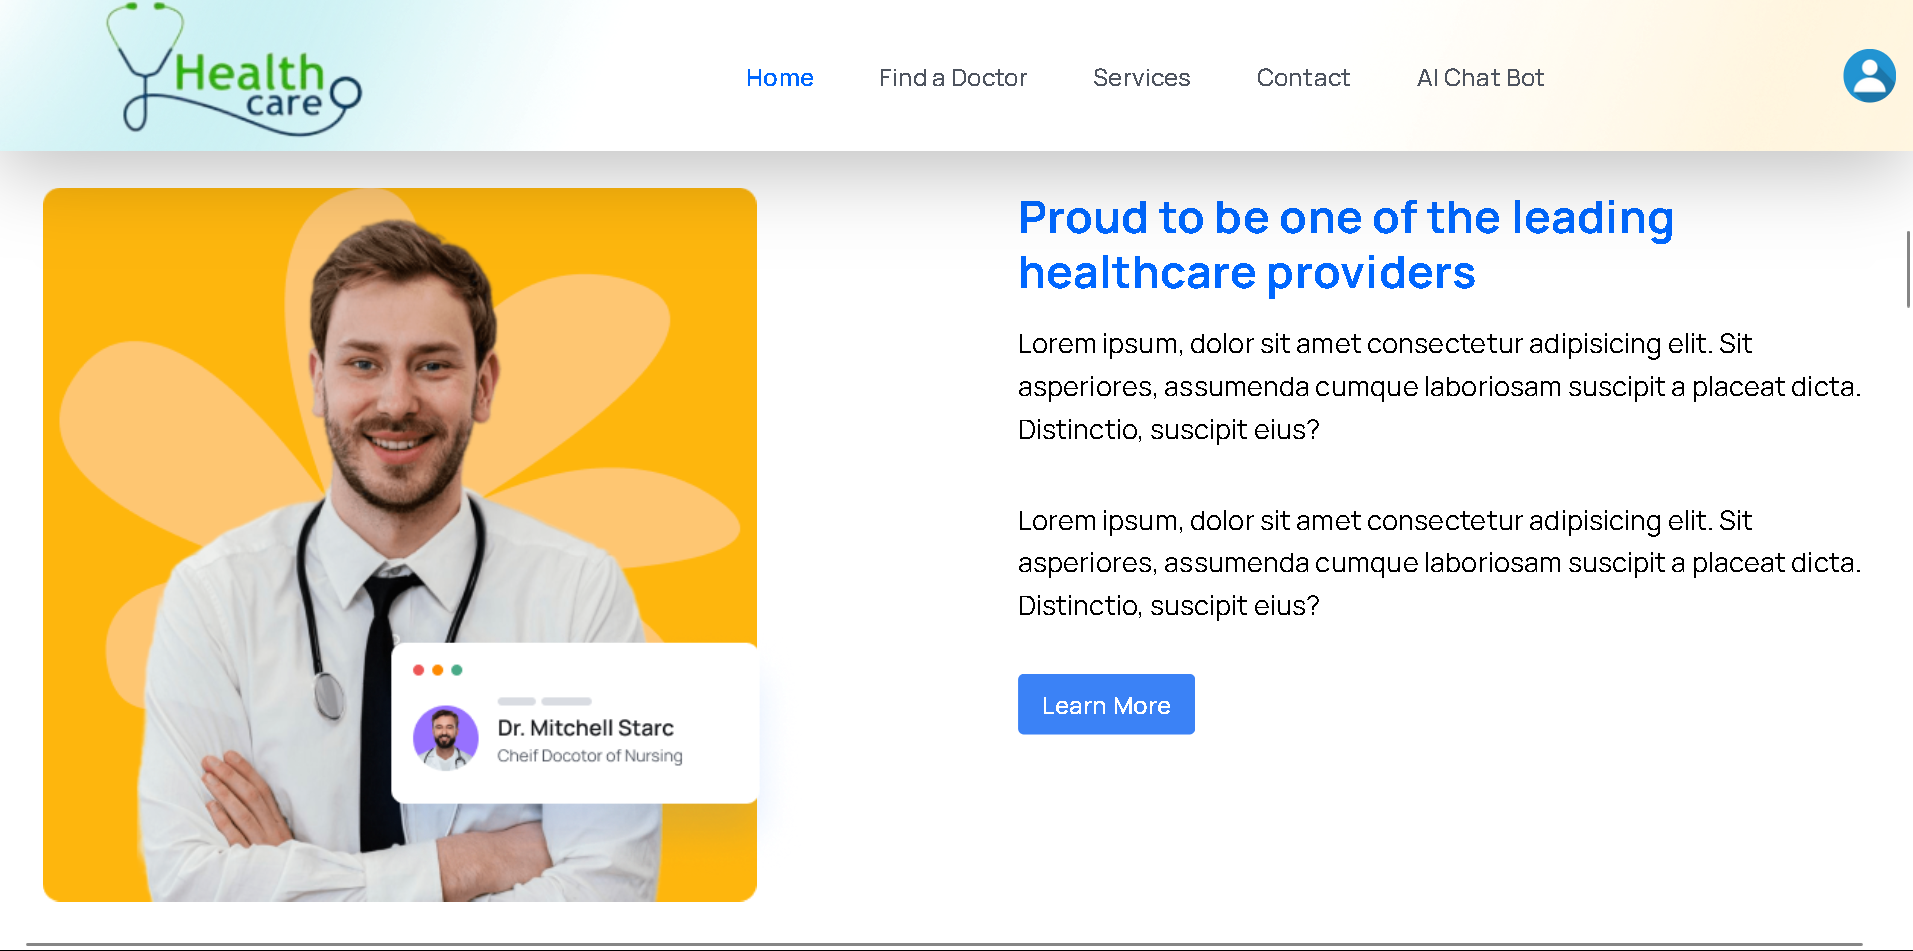 Health
care
Home
Find a Doctor
Services
Contact
AI Chat Bot
Proud to be one of the leading
healthcare providers
Lorem ipsum, dolor sit amet consectetur adipisicing elit. Sit
asperiores, assumenda cumque laboriosam suscipit a placeat dicta.
Distinctio, suscipit eius?
Lorem ipsum, dolor sit amet consectetur adipisicing elit. Sit
asperiores, assumenda cumque laboriosam suscipit a placeat dicta.
Distinctio, suscipit eius?
Learn More
Dr. Mitchell Starc
Cheif Docotor of Nursing